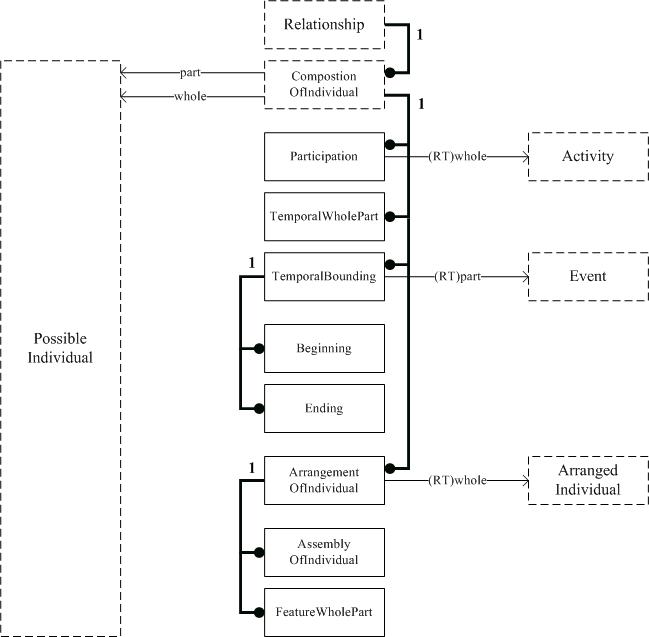 Relationship
1
part
Compostion
OfIndividual
whole
1
Participation
(RT)whole
Activity
TemporalWholePart
1
TemporalBounding
(RT)part
Event
Possible
Individual
Beginning
Ending
1
Arrangement
OfIndividual
(RT)whole
Arranged
Individual
Assembly
OfIndividual
FeatureWholePart